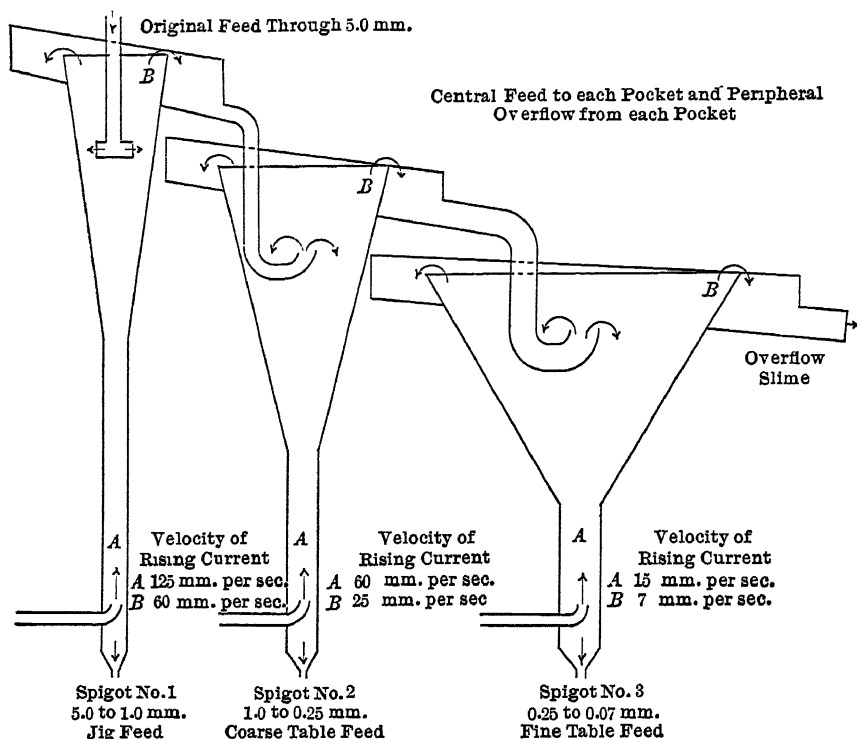 Original Feed Through 5.0 mm.
B
Central Feed to each Pocket and Peripheral
Overflow from each Pocket
B
B
Overflow
Slime
A
Velocity of
Rising Current
A 125 mm. per sec.
B 60 mm. per sec.
A
Velocity of
Rising Current
A 60 mm. per sec.
B 25 mm. per sec
A
Velocity of
Rising Current
A 15 mm. per sec.
B 7 mm. per sec.
Spigot No.1
5.0 to 1.0 mm.
Jig Feed
Spigot No.2
1.0 to 0.25 mm.
Coarse Table Feed
Spigot No. 3
0.25 to 0.07 mm.
Fine Table Feed